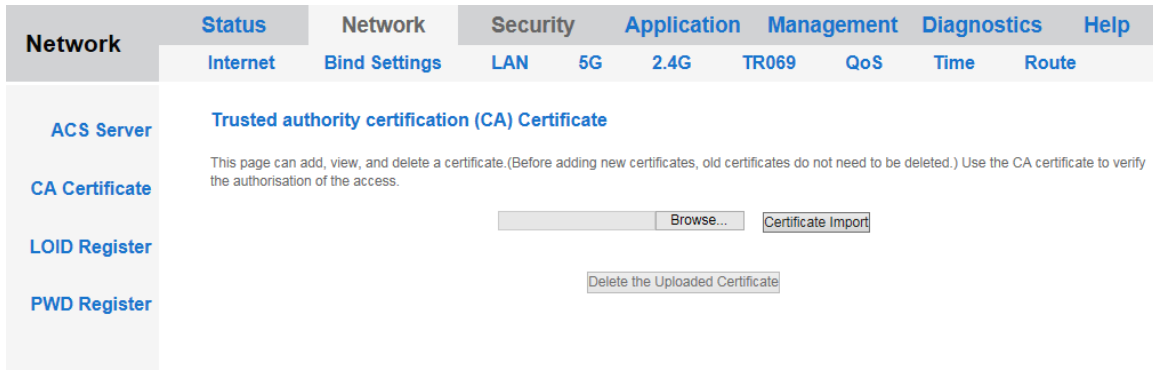 Network
Status Network Security Application Management Diagnostics Help
Internet Bind Settings LAN 5G 2.4G TR069 QoS Time Route
ACS Server
CA Certificate
LOID Register
PWD Register
Trusted authority certification (CA) Certificate
This page can add, view, and delete a certificate.(Before adding new certificates, old certificates do not need to be deleted.) Use the CA certificate to verify
the authorisation of the access.
Browse... Certificate Import
Delete the Uploaded Certificate